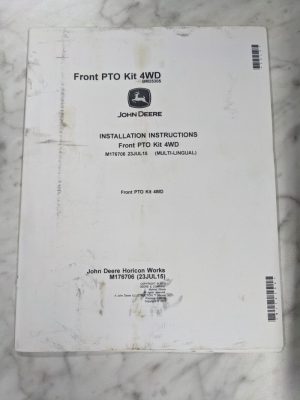 Front PTO Kit 4WD
JOHN DEERE
INSTALLATION INSTRUCTIONS
Front PTO Kit 4WD
M176706 23JUL15 (MULTI-LINGUAL)
Front PTO Kit 4WD
John Deere Horicon Works
M176706 (23JUL15)